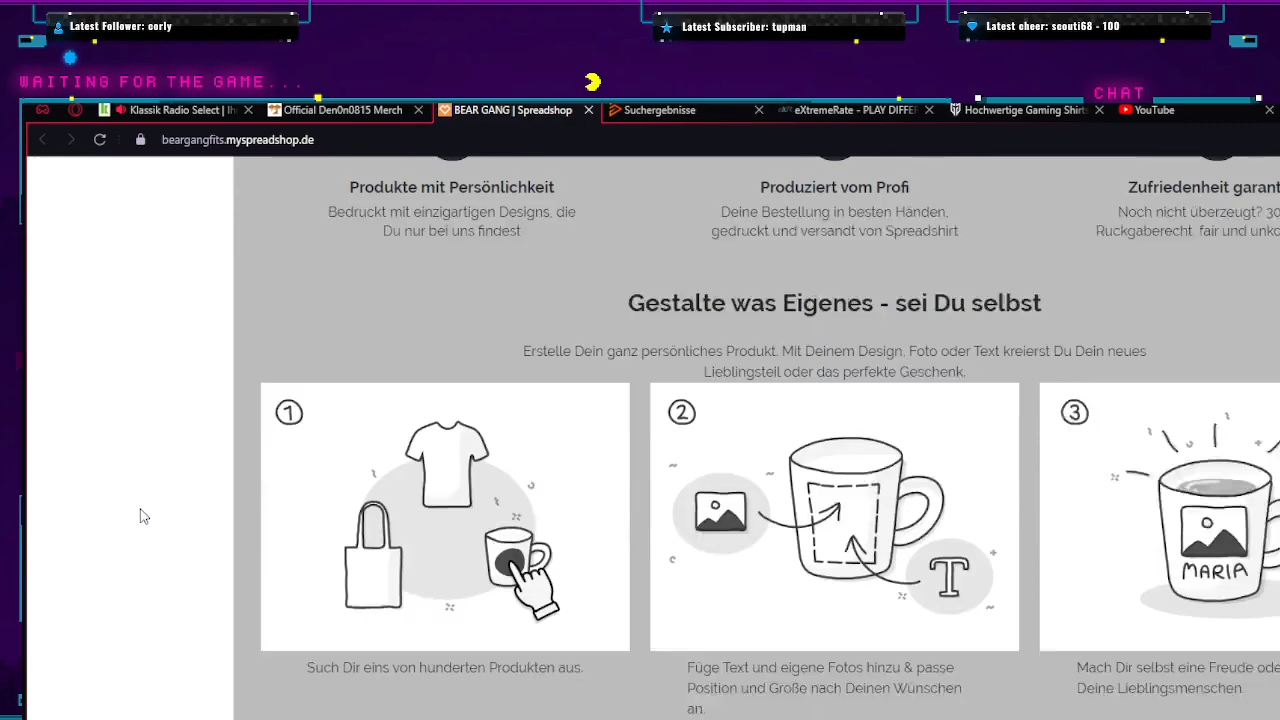 Latest Follower: corly
Latest Subscriber: tupman
Latest cheer: scouti68 - 100
WAITING FOR THE GAME...
CHAT
Klassik Radio Select |
Official Den0n0815 Merch
BEAR GANG | Spreadshop
Suchergebnisse
eXtremeRate - PLAY DIFFE
Hochwertige Gaming Shirts
YouTube
beargangfits.myspreadshop.de
Produkte mit Persönlichkeit
Bedruckt mit einzigartigen Designs, die
Du nur bei uns findest
Produziert vom Profi
Deine Bestellung in besten Händen,
gedruckt und versandt von Spreadshirt
Zufriedenheit garant
Noch nicht überzeugt? 30
Rückgaberecht, fair und unko
Gestalte was Eigenes - sei Du selbst
Erstelle Dein ganz persönliches Produkt. Mit Deinem Design, Foto oder Text kreierst Du Dein neues
Lieblingsteil oder das perfekte Geschenk.
1
2
T
3
MARIA
Such Dir eins von hunderten Produkten aus.
Füge Text und eigene Fotos hinzu & passe
Position und Größe nach Deinen Wünschen
an.
Mach Dir selbst eine Freude ode
Deine Lieblingsmenschen.